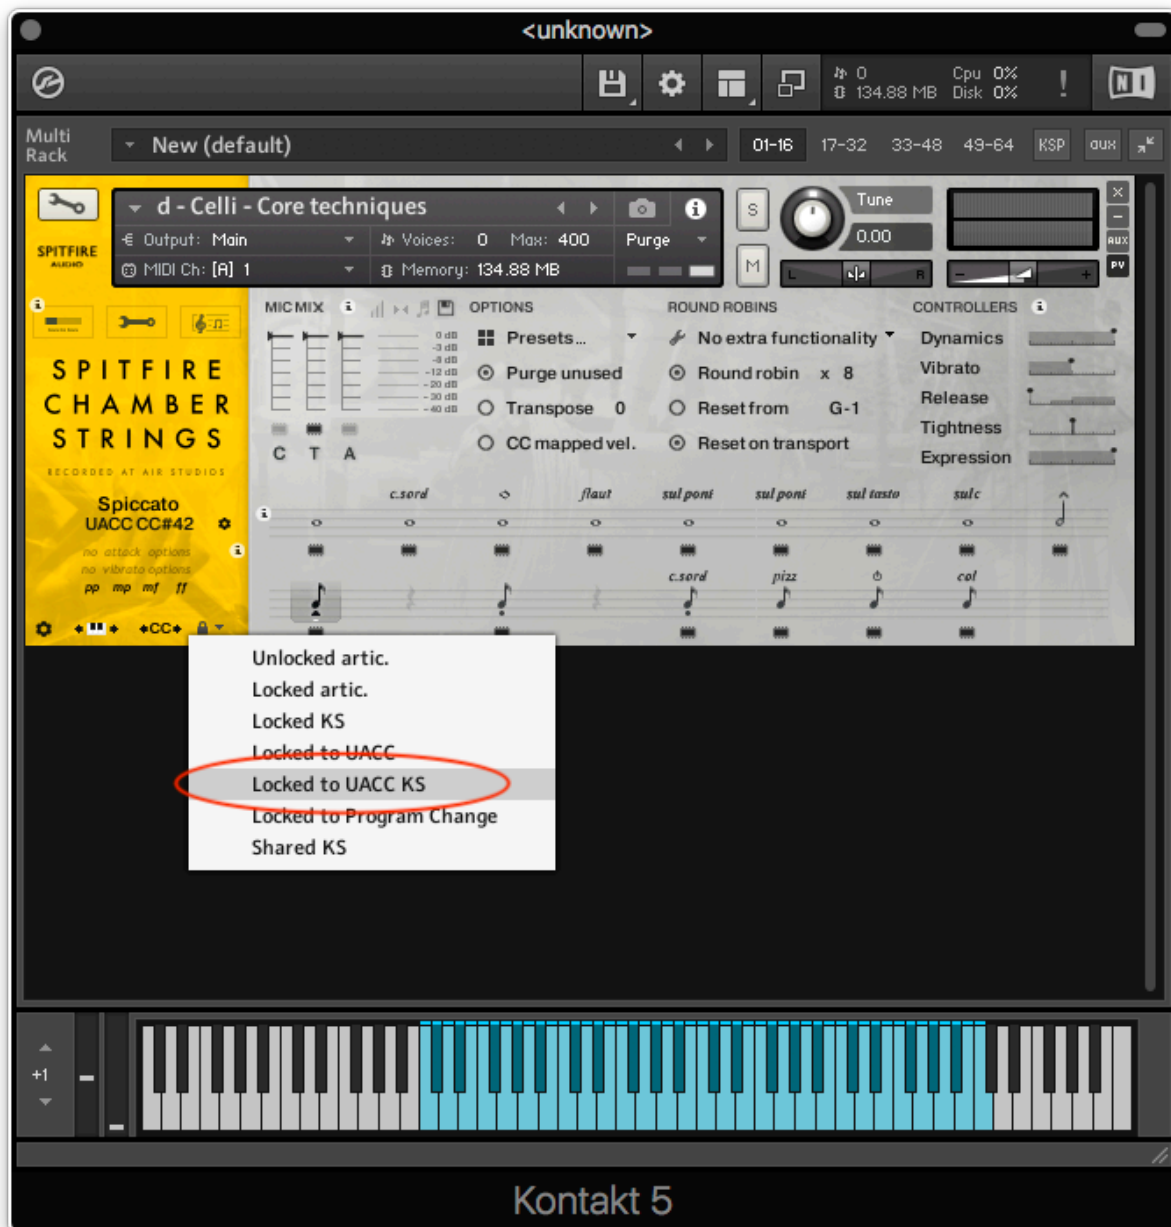 <unknown>
0 Cpu 0%
134.88 MB Disk 0%
!
NI
Multi Rack
New (default)
01-16 17-32 33-48 49-64 KSP aux
d - Celli - Core techniques
i
S
Tune
Output: Main
Voices: 0 Max: 400 Purge
0.00
AUX
MIDI Ch: [A] 1
Memory: 134.88 MB
M
L R
- +
PV
SPITFIRE
AUDIO
SPITFIRE
CHAMBER
STRINGS
RECORDED AT AIR STUDIOS
Spiccato
UACC CC#42
no attack options
no vibrato options
pp mp mf ff
CC
MIC MIX
0 dB
-3 dB
-12 dB
-20 dB
-30 dB
-40 dB
C T A
OPTIONS
Presets...
Purge unused
Transpose 0
CC mapped vel.
ROUND ROBINS
No extra functionality
Round robin x 8
Reset from G-1
Reset on transport
CONTROLLERS
Dynamics
Vibrato
Release
Tightness
Expression
c.sord flaut sul pont sul pont sul tasto sul c
c.sord pizz col
Unlocked artic.
Locked artic.
Locked KS
Locked to UACC
Locked to UACC KS
Locked to Program Change
Shared KS
+1
Kontakt 5